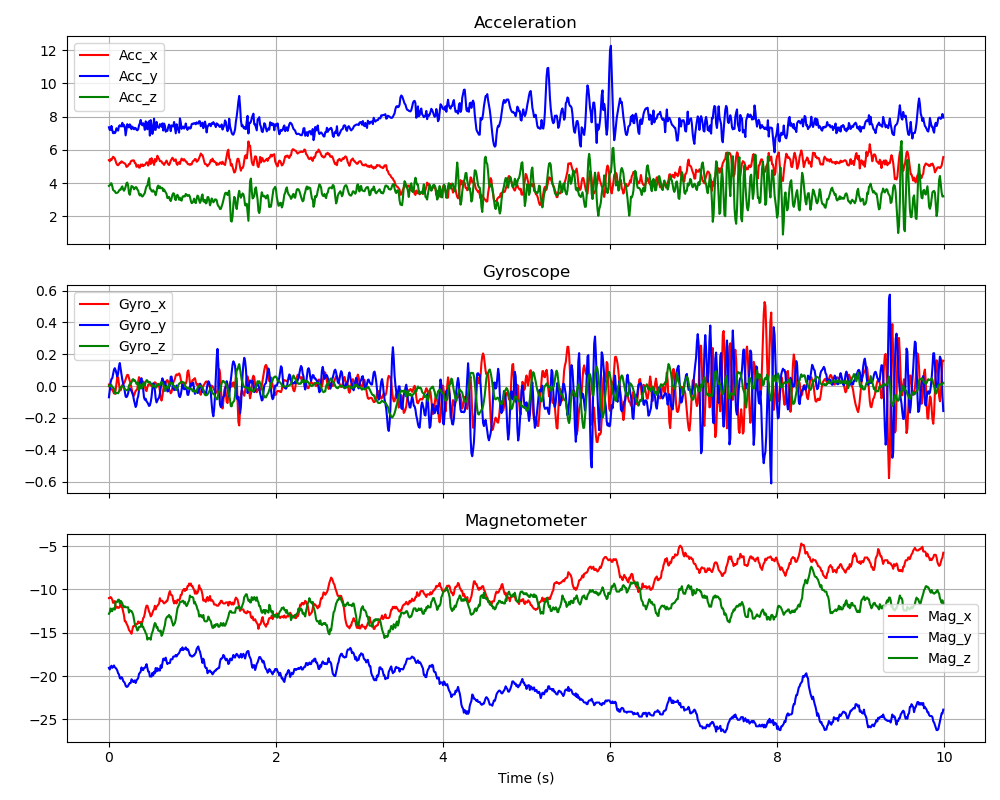 Acceleration
12
10
8
6
4
2
Acc_x
Acc_y
Acc_z
Gyroscope
0.6
0.4
0.2
0.0
−0.2
−0.4
−0.6
Gyro_x
Gyro_y
Gyro_z
Magnetometer
−5
−10
−15
−20
−25
Mag_x
Mag_y
Mag_z
0 2 4 6 8 10
Time (s)